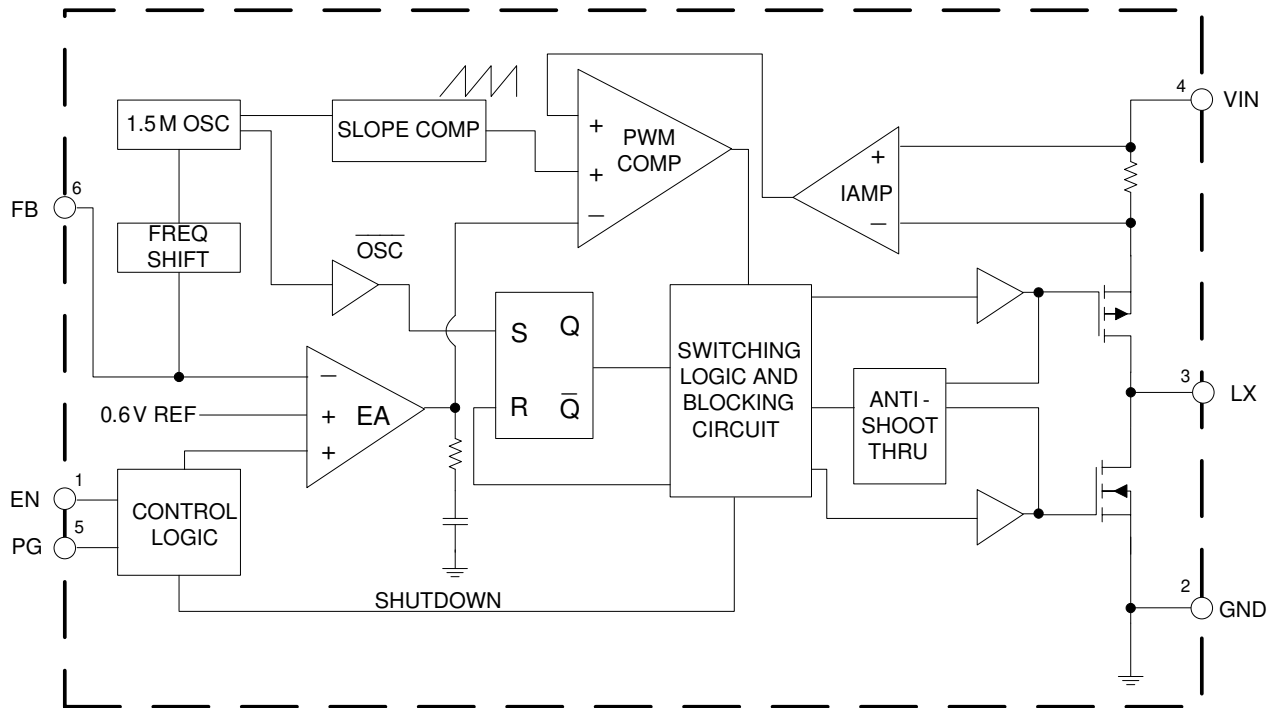 4
VIN
1.5M OSC
SLOPE COMP
+
+
–
PWM
COMP
+
IAMP
–
6
FB
FREQ
SHIFT
OSC
S Q
R Q
SWITCHING
LOGIC AND
BLOCKING
CIRCUIT
ANTI -
SHOOT
THRU
3
LX
–
0.6V REF
+
EA
+
1
EN
5
PG
CONTROL
LOGIC
SHUTDOWN
2
GND